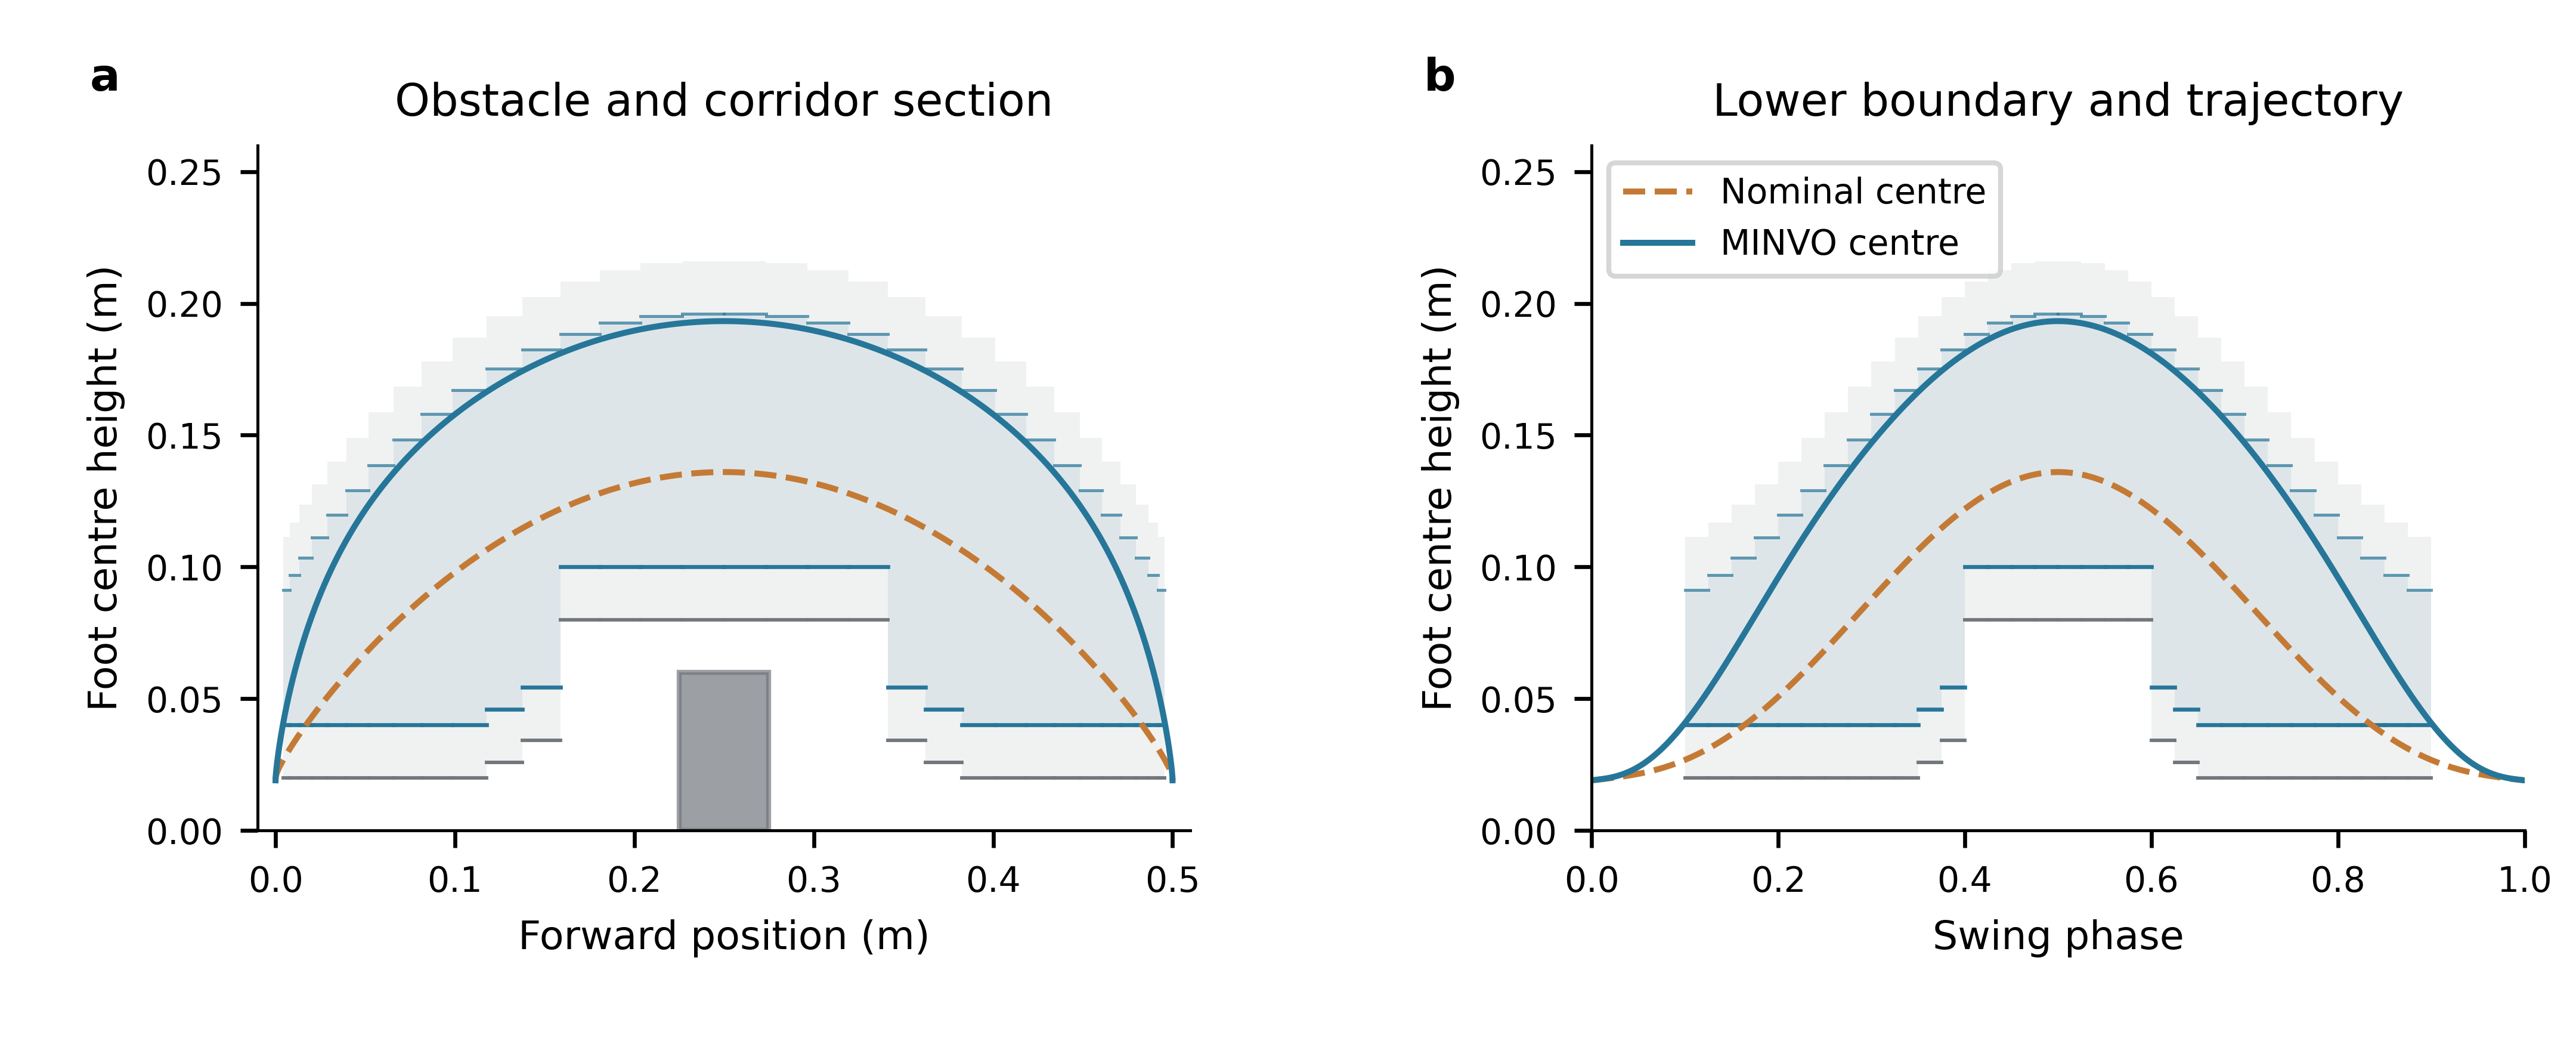 a
Obstacle and corridor section
Foot centre height (m)
0.25
0.20
0.15
0.10
0.05
0.00
0.0 0.1 0.2 0.3 0.4 0.5
Forward position (m)
b
Lower boundary and trajectory
Foot centre height (m)
0.25
0.20
0.15
0.10
0.05
0.00
Nominal centre
MINVO centre
0.0 0.2 0.4 0.6 0.8 1.0
Swing phase